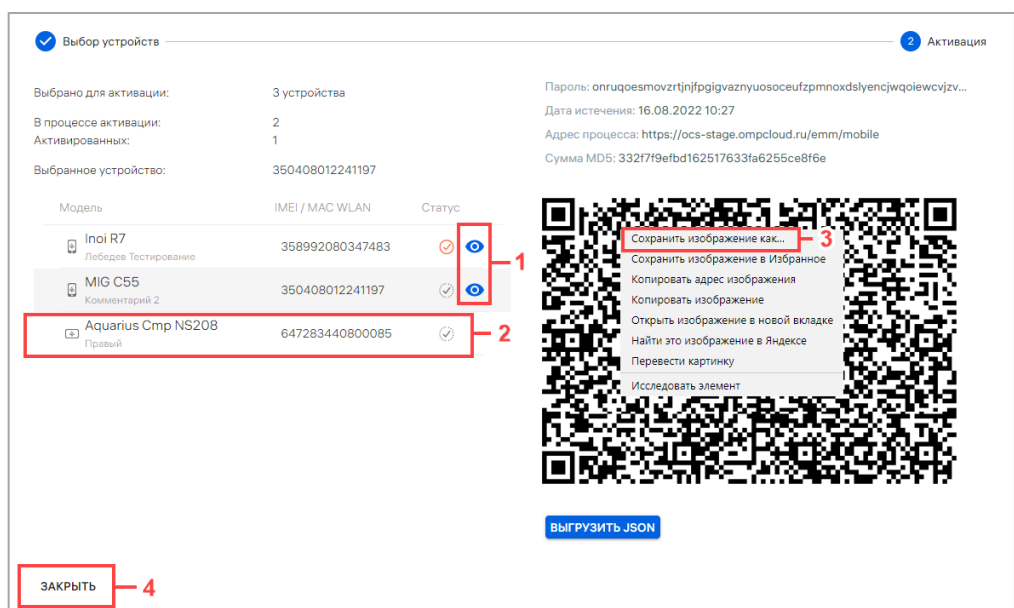 Выбор устройств
2 Активация
Выбрано для активации: 3 устройства
В процессе активации: 2
Активированных: 1
Выбранное устройство: 350408012241197
Модель IMEI / MAC WLAN Статус
Inoi R7 358992080347483
Лебедев Тестирование
1
MIG C55 350408012241197
Комментарий 2
Aquarius Cmp NS208 647283440800085
Правый
2
Пароль: onruqoesmovzrtjnjfpgigvaznyuosoceufzpmnoxdslyencjwqoiewcvjzv...
Дата истечения: 16.08.2022 10:27
Адрес процесса: https://ocs-stage.ompcloud.ru/emm/mobile
Сумма MD5: 332f7f9efbd162517633fa6255ce8f6e
Сохранить изображение как... 3
Сохранить изображение в Избранное
Копировать адрес изображения
Копировать изображение
Открыть изображение в новой вкладке
Найти это изображение в Яндексе
Перевести картинку
Исследовать элемент
ВЫГРУЗИТЬ JSON
ЗАКРЫТЬ 4